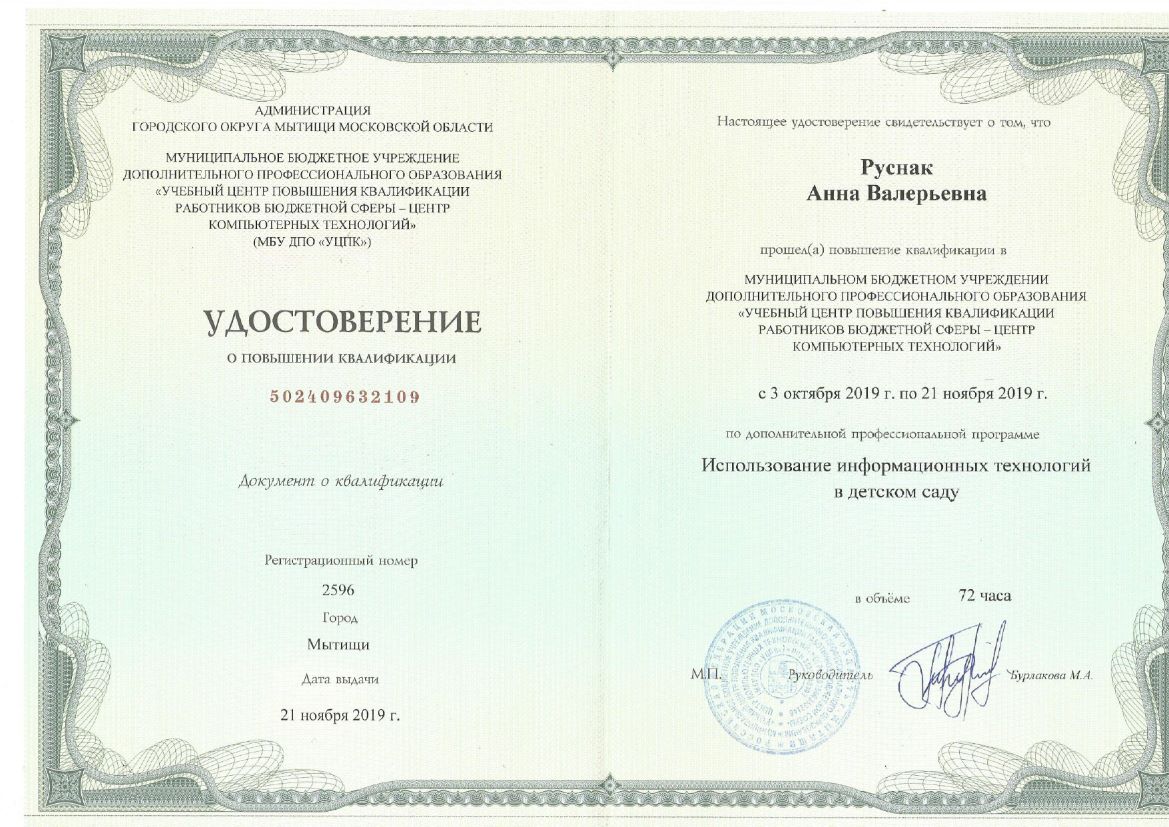 АДМИНИСТРАЦИЯ
ГОРОДСКОГО ОКРУГА МЫТИЩИ МОСКОВСКОЙ ОБЛАСТИ
МУНИЦИПАЛЬНОЕ БЮДЖЕТНОЕ УЧРЕЖДЕНИЕ
ДОПОЛНИТЕЛЬНОГО ПРОФЕССИОНАЛЬНОГО ОБРАЗОВАНИЯ
«УЧЕБНЫЙ ЦЕНТР ПОВЫШЕНИЯ КВАЛИФИКАЦИИ
РАБОТНИКОВ БЮДЖЕТНОЙ СФЕРЫ – ЦЕНТР
КОМПЬЮТЕРНЫХ ТЕХНОЛОГИЙ»
(МБУ ДПО «УЦПК»)
УДОСТОВЕРЕНИЕ
О ПОВЫШЕНИИ КВАЛИФИКАЦИИ
502409632109
Документ о квалификации
Регистрационный номер
2596
Город
Мытищи
Дата выдачи
21 ноября 2019 г.
Настоящее удостоверение свидетельствует о том, что
Руснак
Анна Валерьевна
прошел(а) повышение квалификации в
МУНИЦИПАЛЬНОМ БЮДЖЕТНОМ УЧРЕЖДЕНИИ
ДОПОЛНИТЕЛЬНОГО ПРОФЕССИОНАЛЬНОГО ОБРАЗОВАНИЯ
«УЧЕБНЫЙ ЦЕНТР ПОВЫШЕНИЯ КВАЛИФИКАЦИИ
РАБОТНИКОВ БЮДЖЕТНОЙ СФЕРЫ – ЦЕНТР
КОМПЬЮТЕРНЫХ ТЕХНОЛОГИЙ»
с 3 октября 2019 г. по 21 ноября 2019 г.
по дополнительной профессиональной программе
Использование информационных технологий
в детском саду
в объёме 72 часа
М.П. Руководитель Бурлакова М.А.